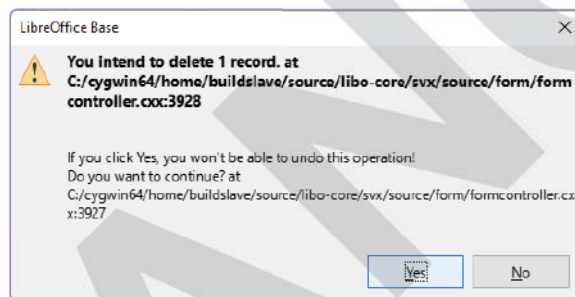 LibreOffice Base
You intend to delete 1 record. at
C:/cygwin64/home/buildslave/source/libo-core/svx/source/form/form
controller.cxx:3928
If you click Yes, you won't be able to undo this operation!
Do you want to continue? at
C:/cygwin64/home/buildslave/source/libo-core/svx/source/form/formcontroller.cx
x:3927
Yes
No